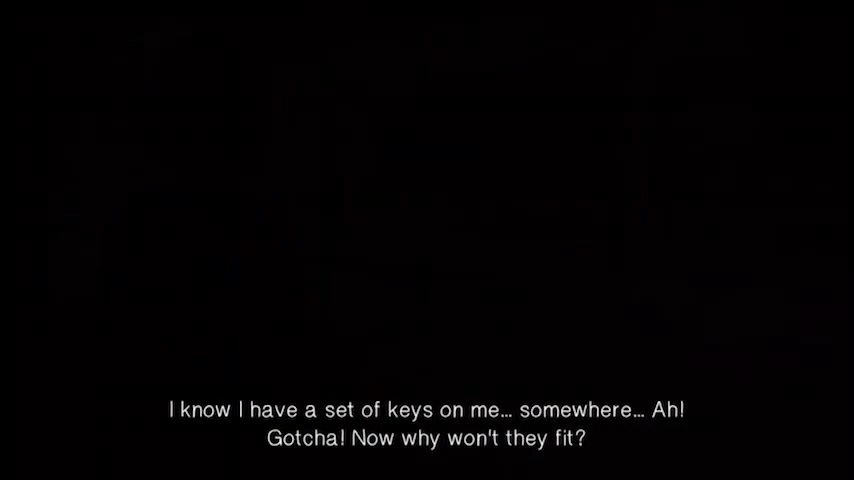 I know I have a set of keys on me... somewhere... Ah!
Gotcha! Now why won't they fit?